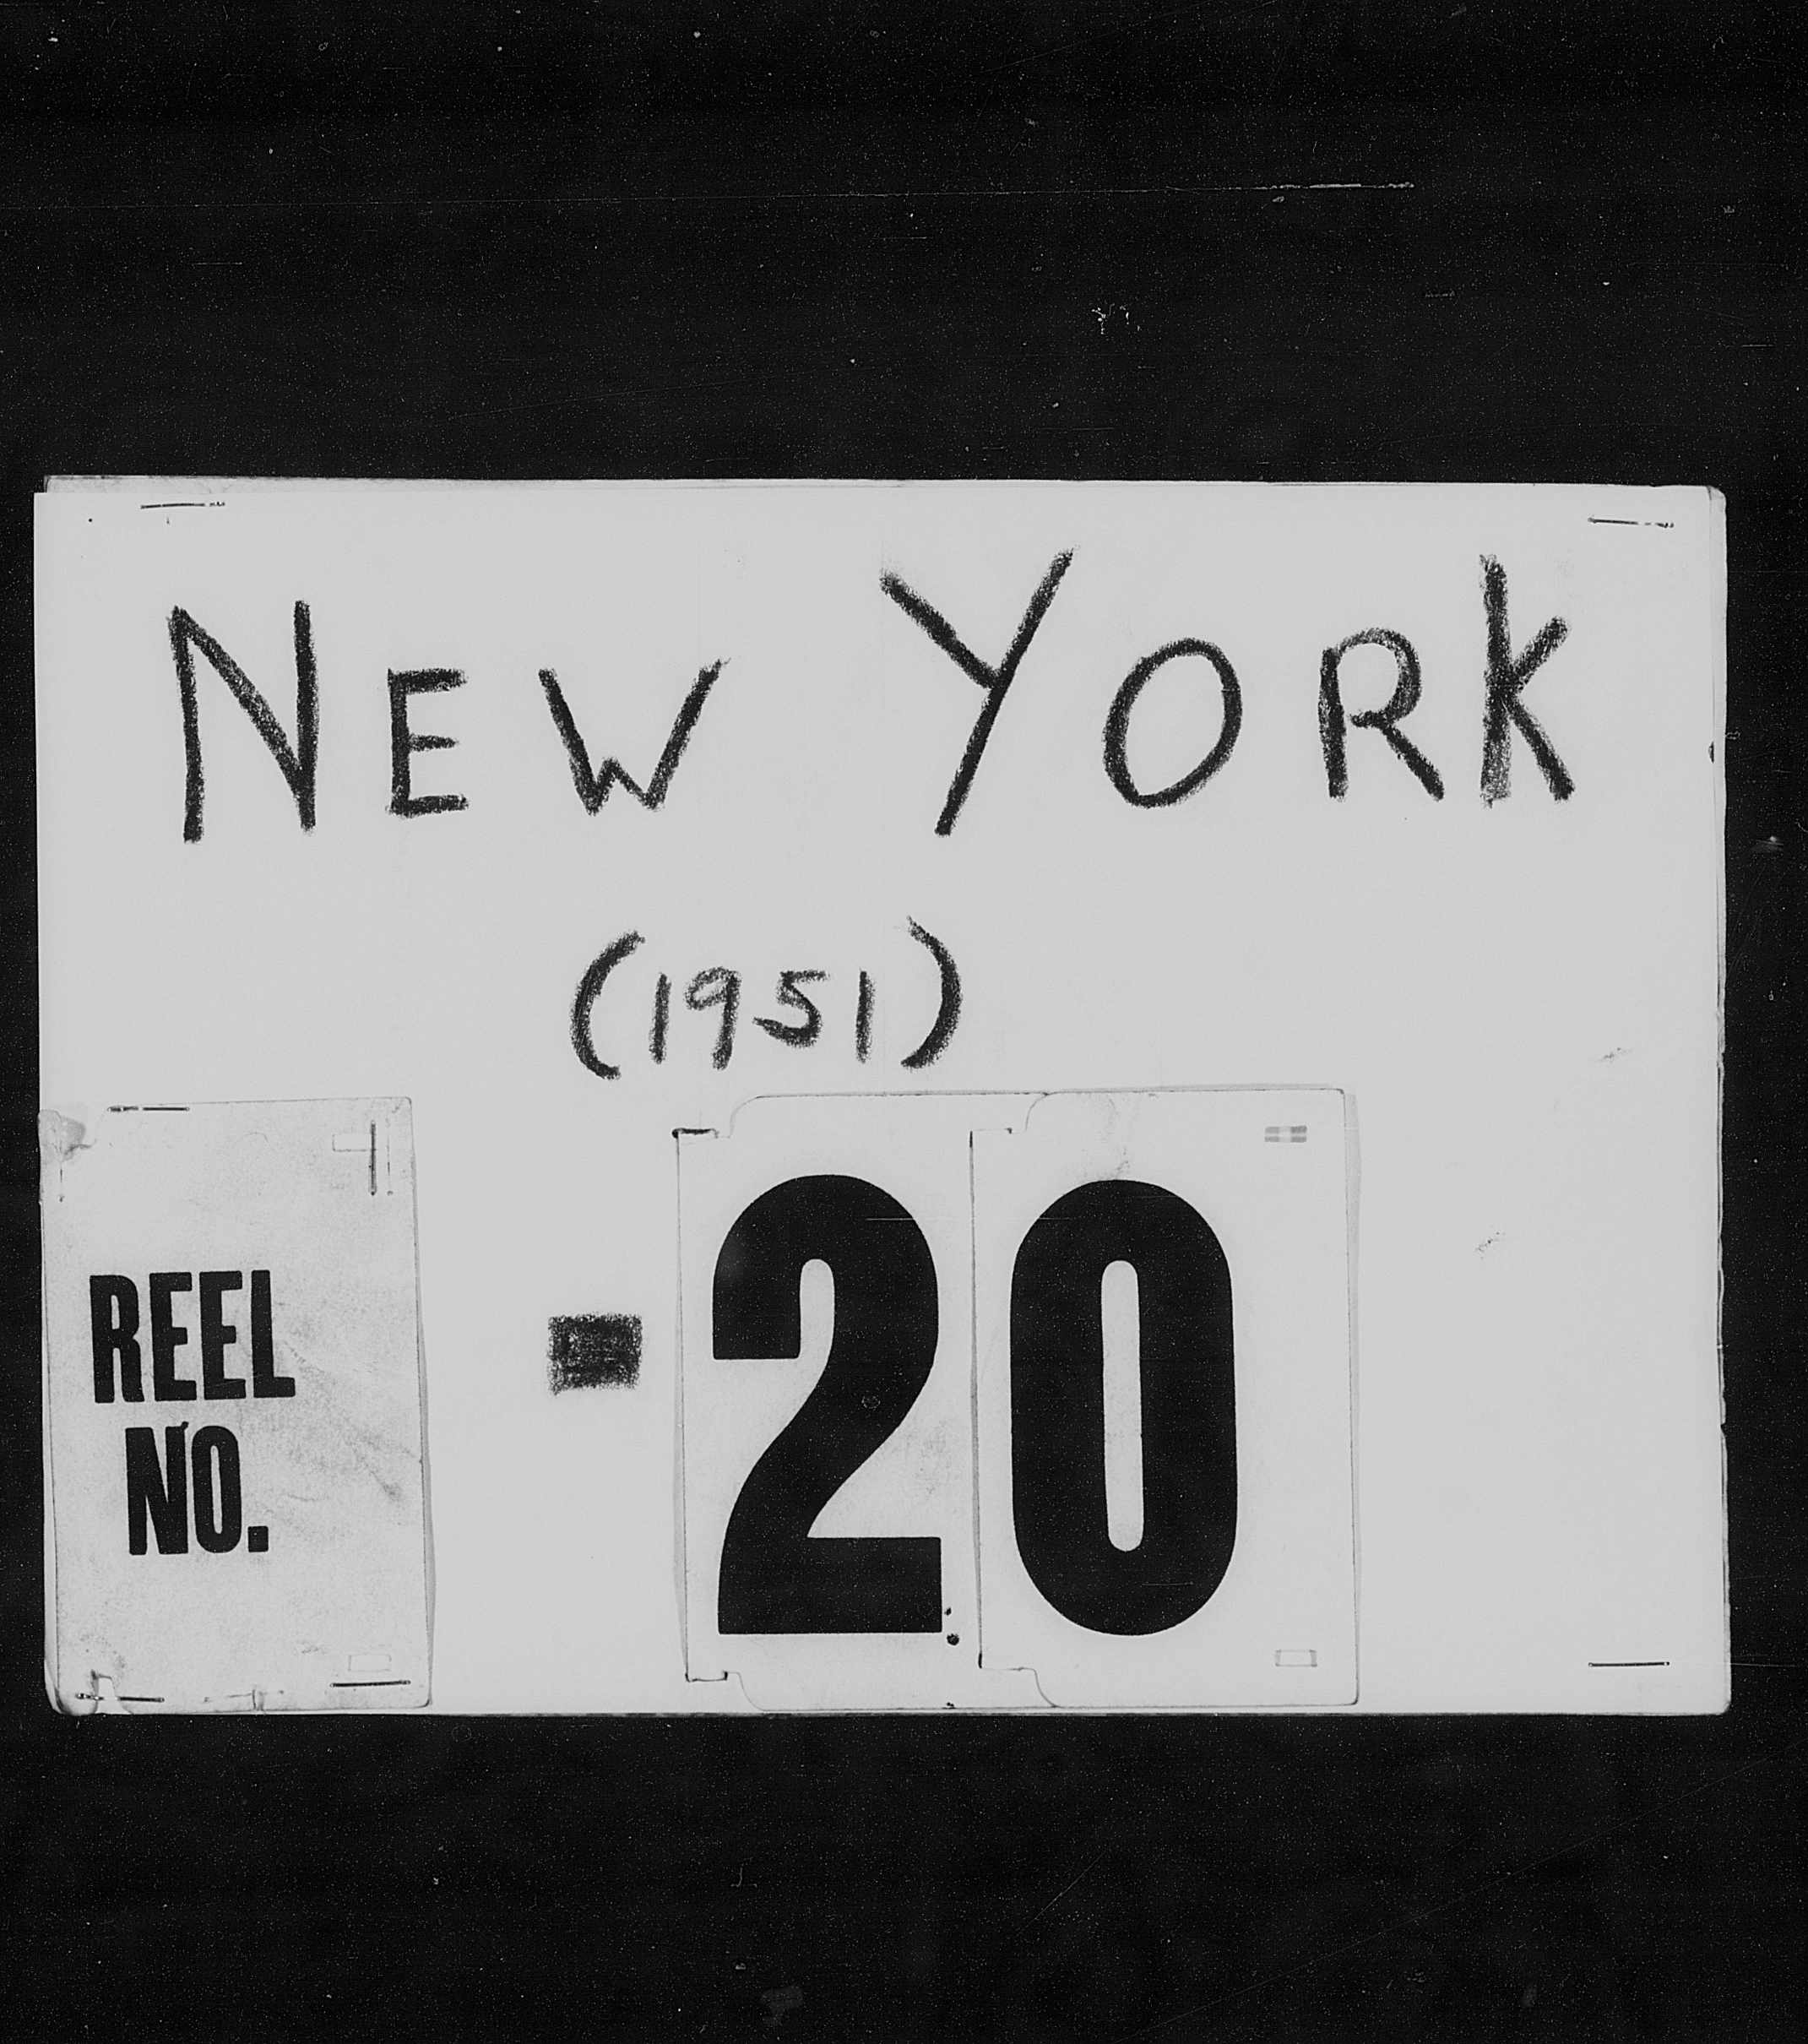 NEW YORK
(1951)
REEL
NO.
- 20